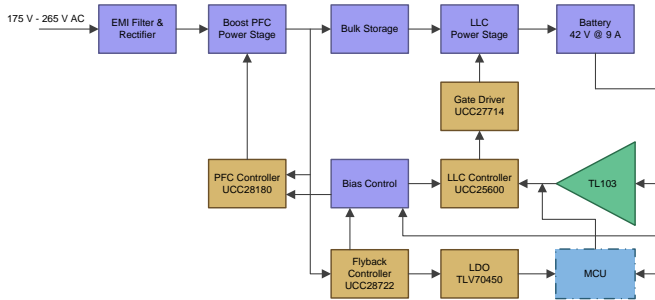 175 V - 265 V AC
EMI Filter &
Rectifier
Boost PFC
Power Stage
Bulk Storage
LLC
Power Stage
Battery
42 V @ 9 A
Gate Driver
UCC27714
PFC Controller
UCC28180
Bias Control
LLC Controller
UCC25600
TL103
Flyback
Controller
UCC28722
LDO
TLV70450
MCU